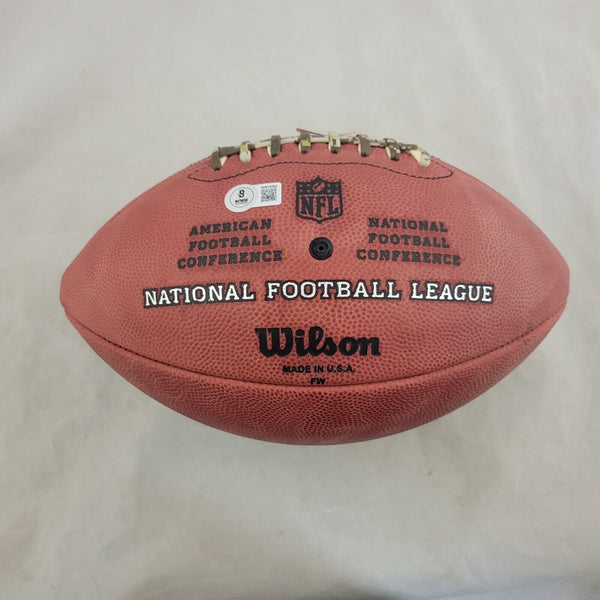 NFL
AMERICAN
FOOTBALL
CONFERENCE
NATIONAL
FOOTBALL
CONFERENCE
NATIONAL FOOTBALL LEAGUE
Wilson
MADE IN U.S.A.
FW